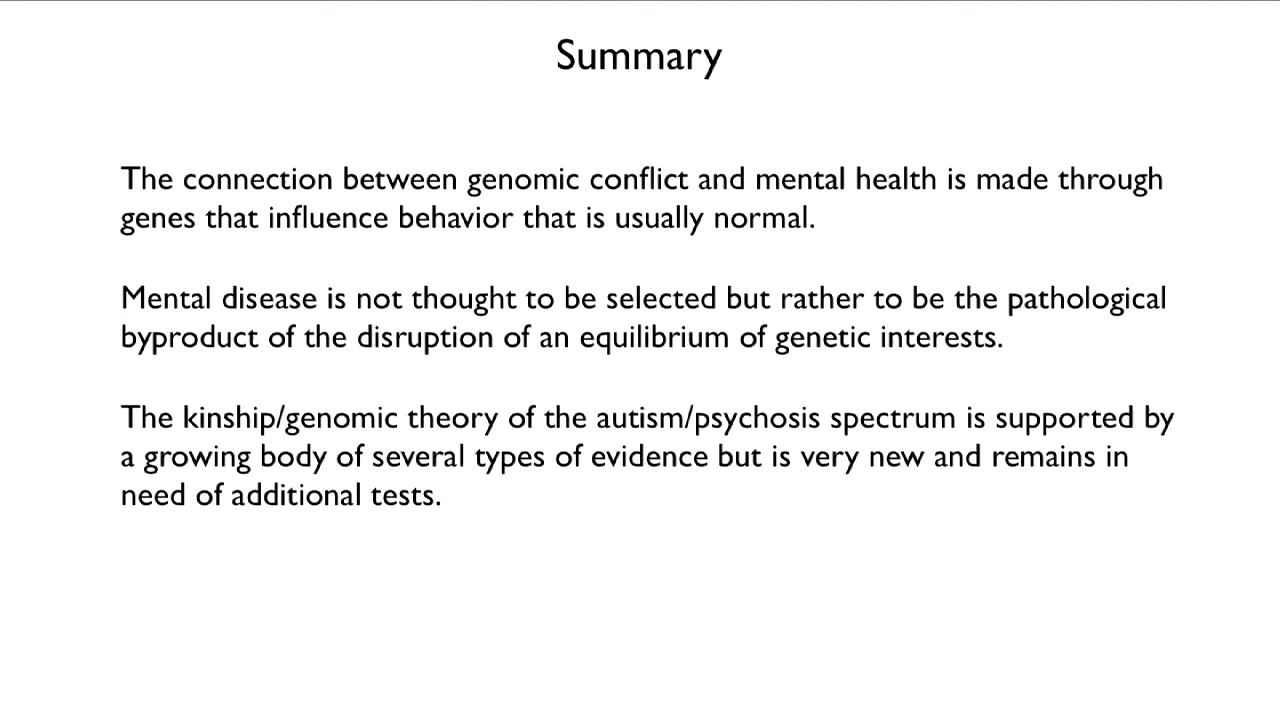 Summary
The connection between genomic conflict and mental health is made through
genes that influence behavior that is usually normal.
Mental disease is not thought to be selected but rather to be the pathological
byproduct of the disruption of an equilibrium of genetic interests.
The kinship/genomic theory of the autism/psychosis spectrum is supported by
a growing body of several types of evidence but is very new and remains in
need of additional tests.